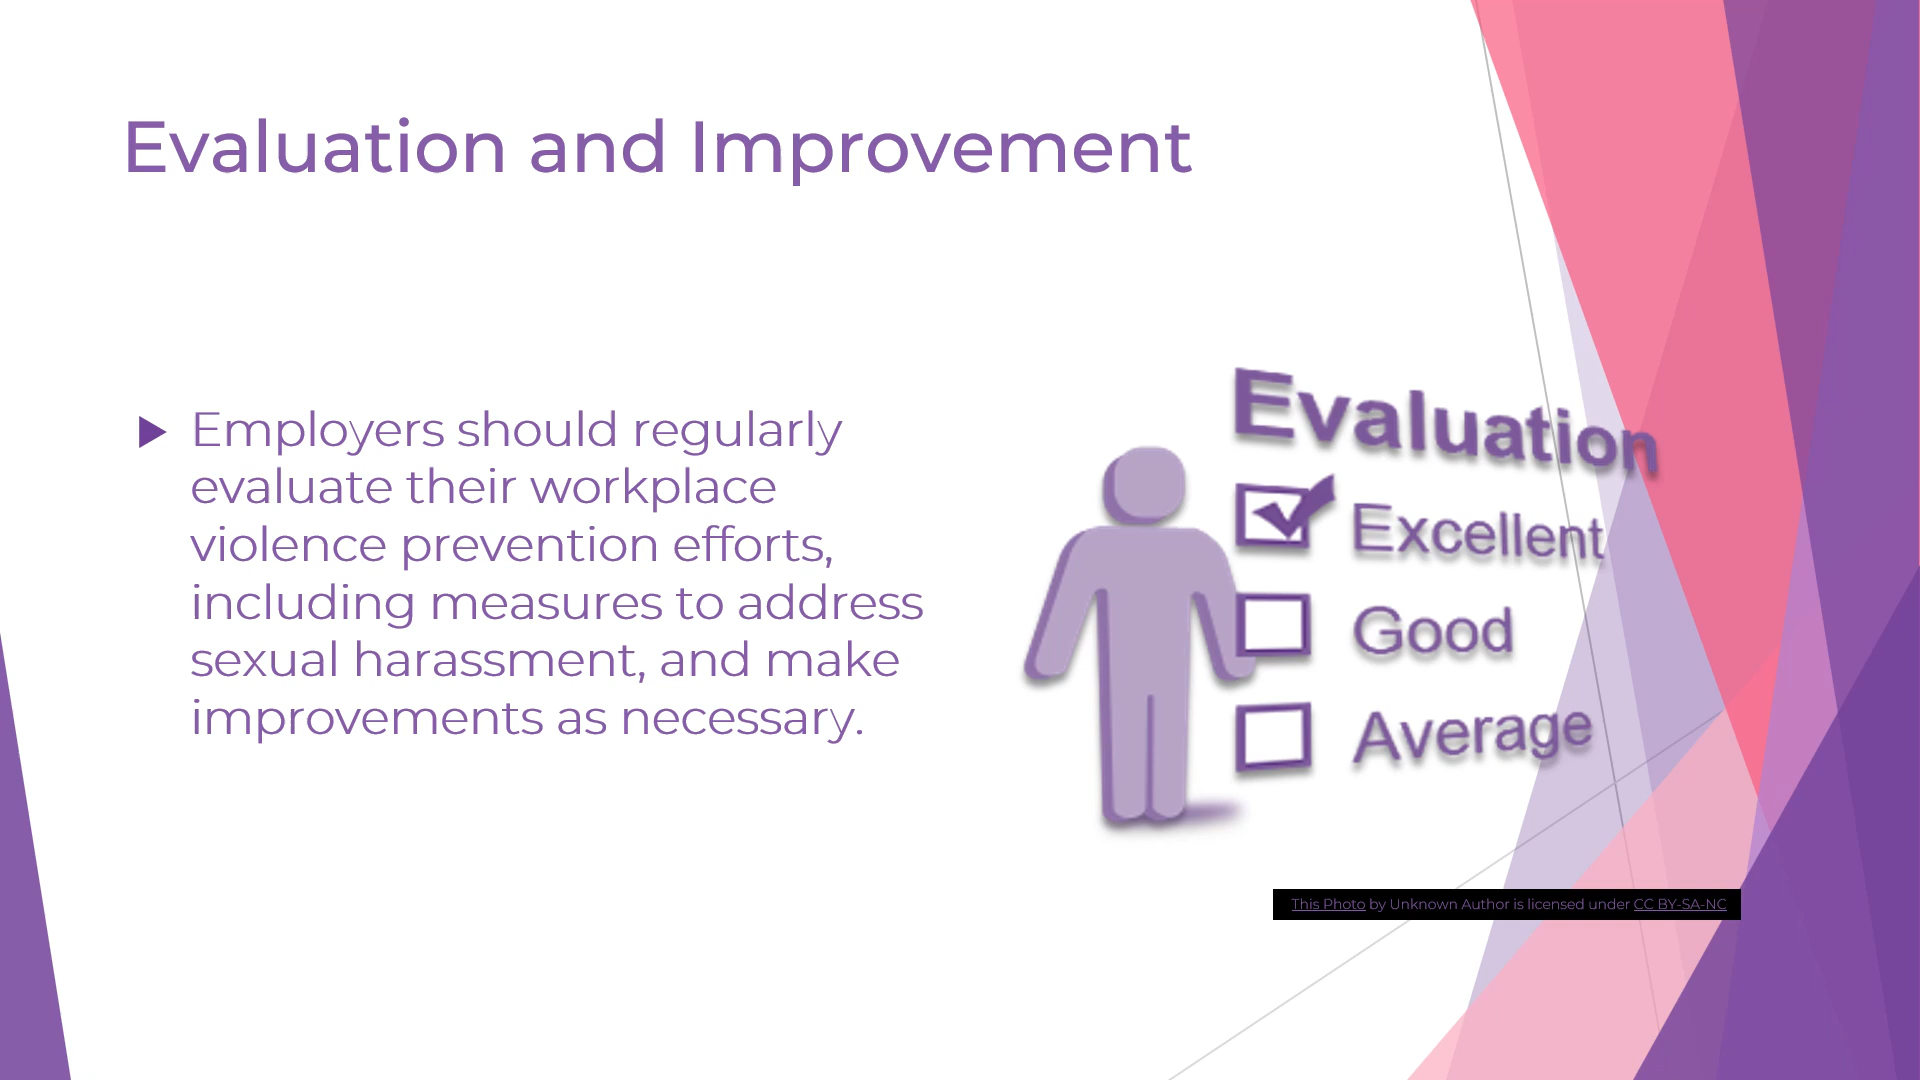 Evaluation and Improvement
Employers should regularly
evaluate their workplace
violence prevention efforts,
including measures to address
sexual harassment, and make
improvements as necessary.
Evaluation
Excellent
Good
Average
This Photo by Unknown Author is licensed under CC BY-SA-NC